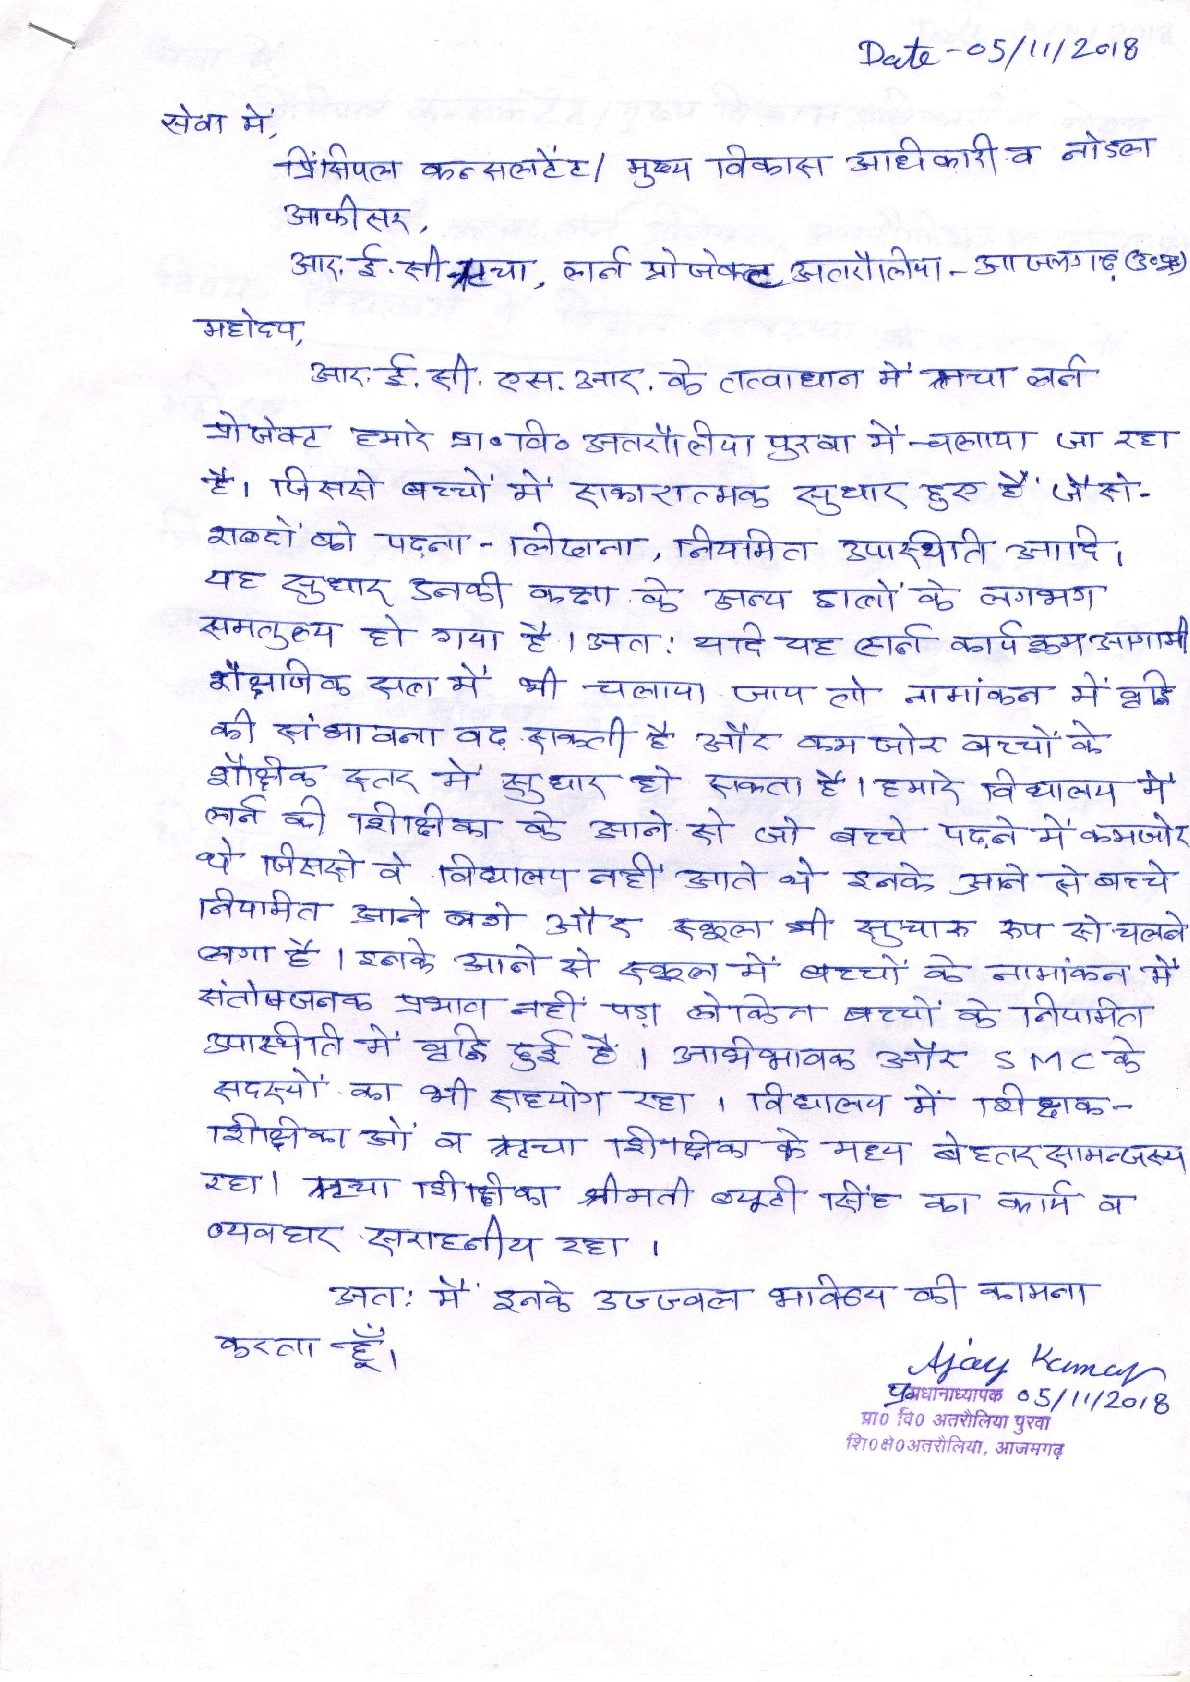 Date - 05/11/2018
सेवा में,
प्रिंसिपल कन्सलटेंट/ मुख्य विकास अधिकारी व नोडल
आफीसर,
आर. ई. सी. ऋचा, लर्न प्रोजेक्ट अतरौलिया - आजमगढ़ (उ०प्र०)
महोदय,
आर. ई. सी. एस. आर. के तत्वाधान में ऋचा लर्न
प्रोजेक्ट हमारे प्रा० वि० अतरौलीया पुरवा में चलाया जा रहा
है। जिससे बच्चों में सकारात्मक सुधार हुए हैं जैसे-
शब्दों को पढ़ना - लिखना, नियमित उपस्थिति आदि।
यह सुधार उनकी कक्षा के अन्य छात्रों के लगभग
समतुल्य हो गया है। अतः यदि यह लर्न कार्यक्रम आगामी
शैक्षणिक सत्र में भी चलाया जाय तो नामांकन में वृद्धि
की संभावना बढ़ सकती है और कमजोर बच्चों के
शैक्षीक स्तर में सुधार हो सकता है। हमारे विद्यालय में
लर्न की शिक्षिका के आने से जो बच्चे पढ़ने में कमजोर
थे जिससे वे विद्यालय नहीं आते थे इनके आने से बच्चे
नियमित आने लगे और स्कूल भी सुचारू रूप से चलने
लगा है। इनके आने से स्कूल में बच्चों के नामांकन में
संतोषजनक प्रभाव नहीं पड़ा लेकिन बच्चों के नियमित
उपस्थीति में वृद्धि हुई है। अभिभावक और SMC के
सदस्यों का भी सहयोग रहा। विद्यालय में शिक्षक-
शिक्षिकाओं व ऋचा शिक्षिका के मध्य बेहतर सामन्जस्य
रहा। ऋचा शिक्षिका श्रीमती ब्यूटी सिंह का कार्य व
व्यवहार सराहनीय रहा।
अतः मैं इनके उज्ज्वल भविष्य की कामना
करता हूँ।
Ajay Kumar
प्रधानाध्यापक 05/11/2018
प्रा0 वि0 अतरौलिया पुरवा
शि0क्षे0अतरौलिया, आजमगढ़